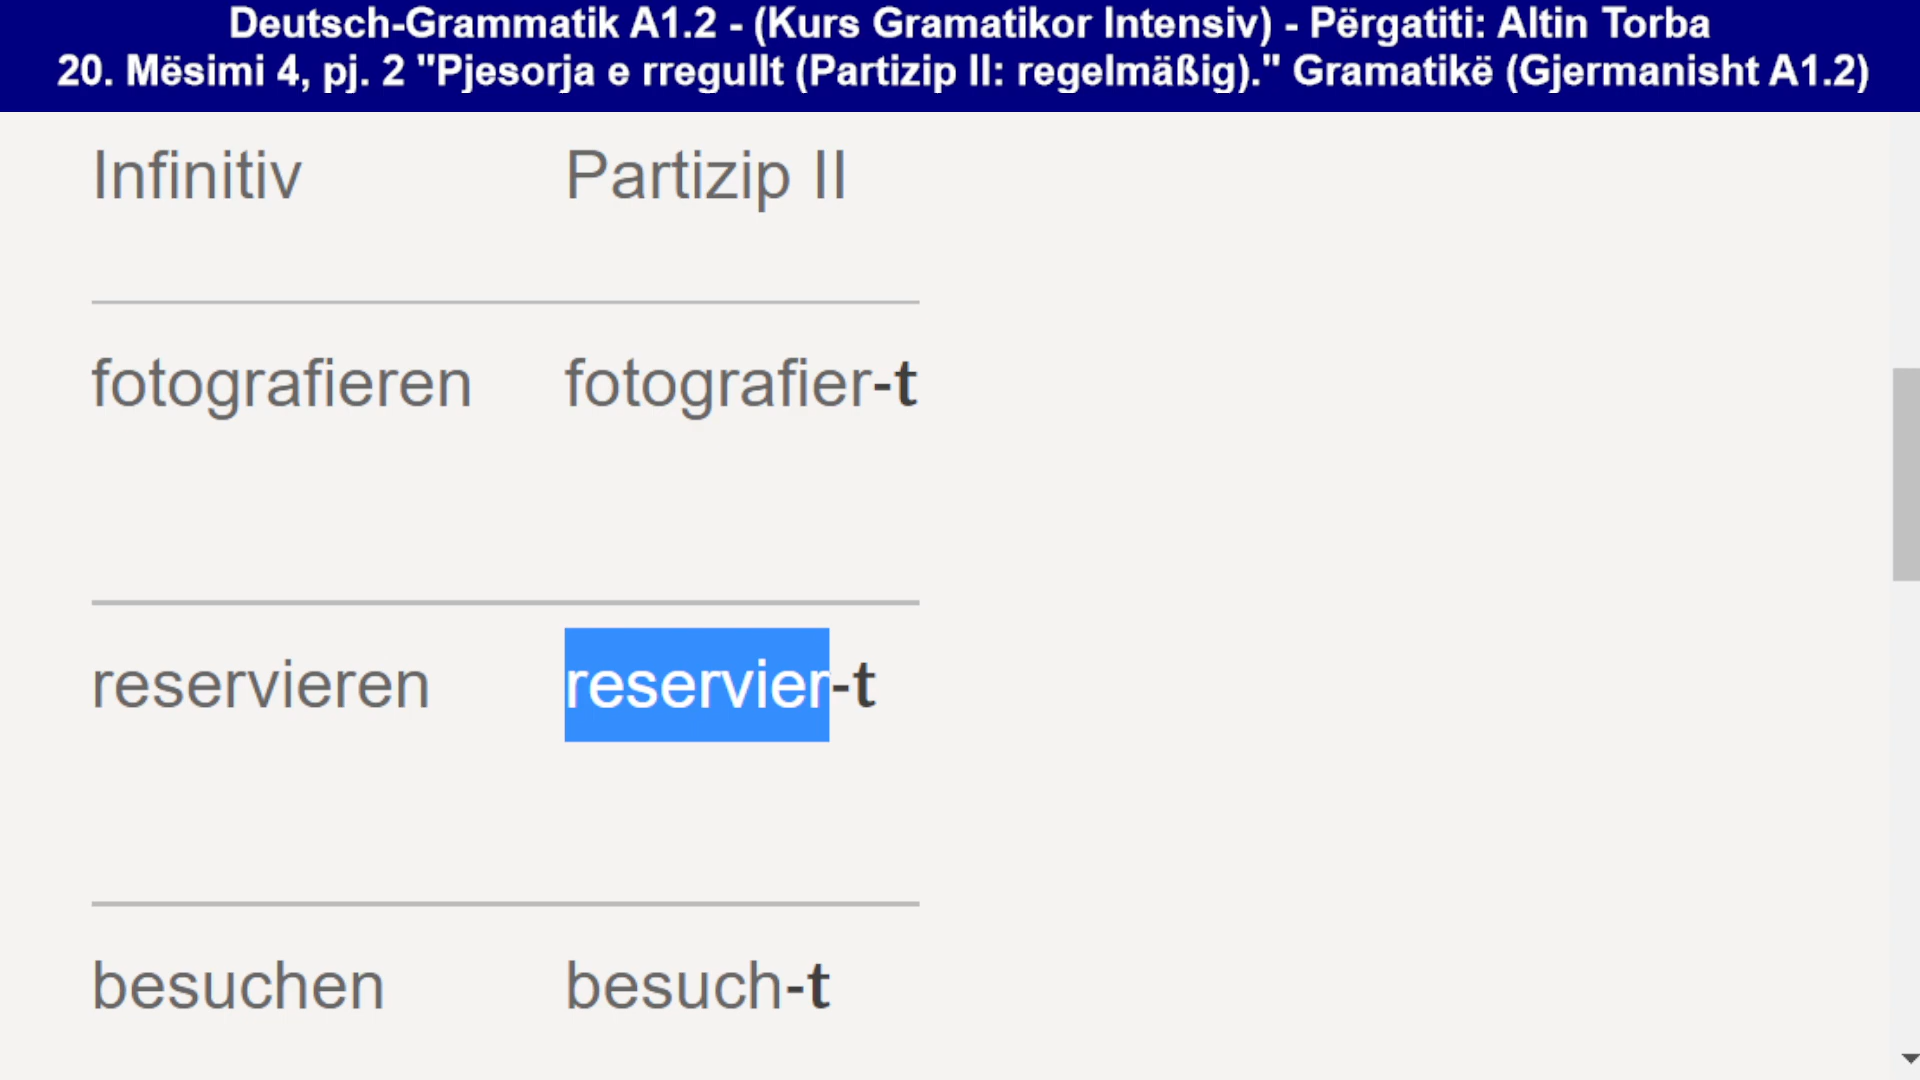 Deutsch-Grammatik A1.2 - (Kurs Gramatikor Intensiv) - Përgatiti: Altin Torba
20. Mësimi 4, pj. 2 "Pjesorja e rregullt (Partizip II: regelmäßig)." Gramatikë (Gjermanisht A1.2)
Infinitiv Partizip II
fotografieren fotografier-t
reservieren reservier-t
besuchen besuch-t